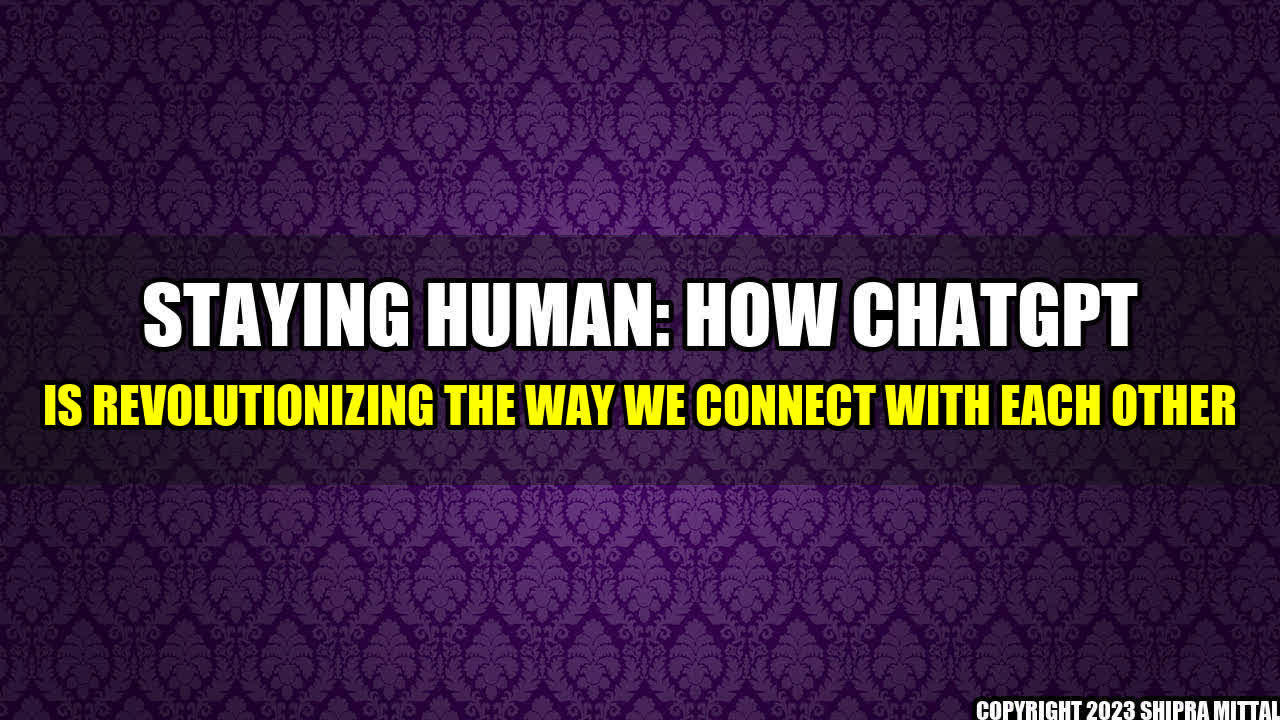 STAYING HUMAN: HOW CHATGPT
IS REVOLUTIONIZING THE WAY WE CONNECT WITH EACH OTHER
COPYRIGHT 2023 SHIPRA MITTAL